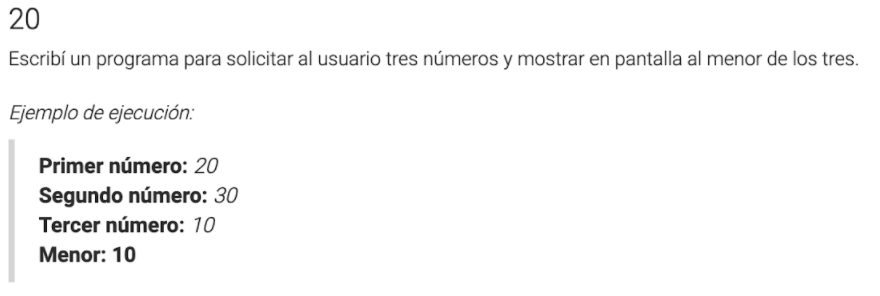 20
Escribí un programa para solicitar al usuario tres números y mostrar en pantalla al menor de los tres.
Ejemplo de ejecución:
Primer número: 20
Segundo número: 30
Tercer número: 10
Menor: 10